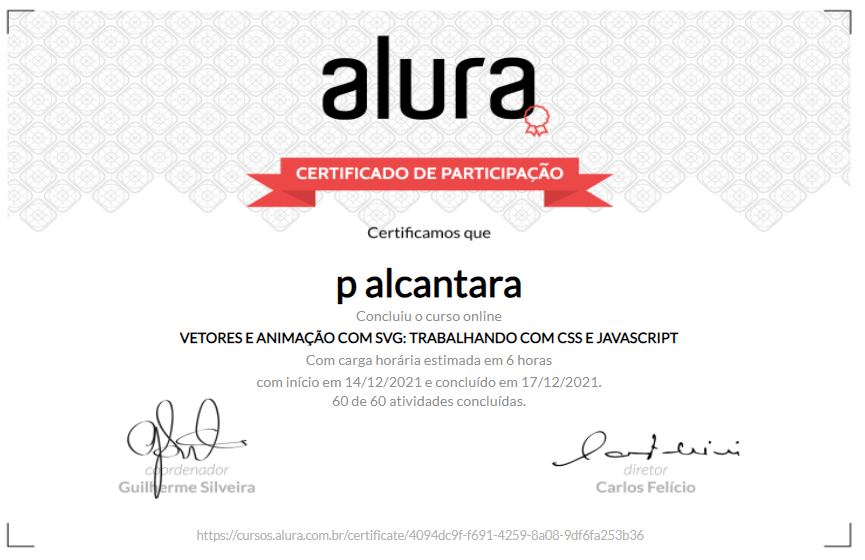 alura
CERTIFICADO DE PARTICIPAÇÃO
Certificamos que
p alcantara
Concluiu o curso online
VETORES E ANIMAÇÃO COM SVG: TRABALHANDO COM CSS E JAVASCRIPT
Com carga horária estimada em 6 horas
com início em 14/12/2021 e concluído em 17/12/2021.
60 de 60 atividades concluídas.
coordenador
Guilherme Silveira
diretor
Carlos Felício
https://cursos.alura.com.br/certificate/4094dc9f-f691-4259-8a08-9df6fa253b36